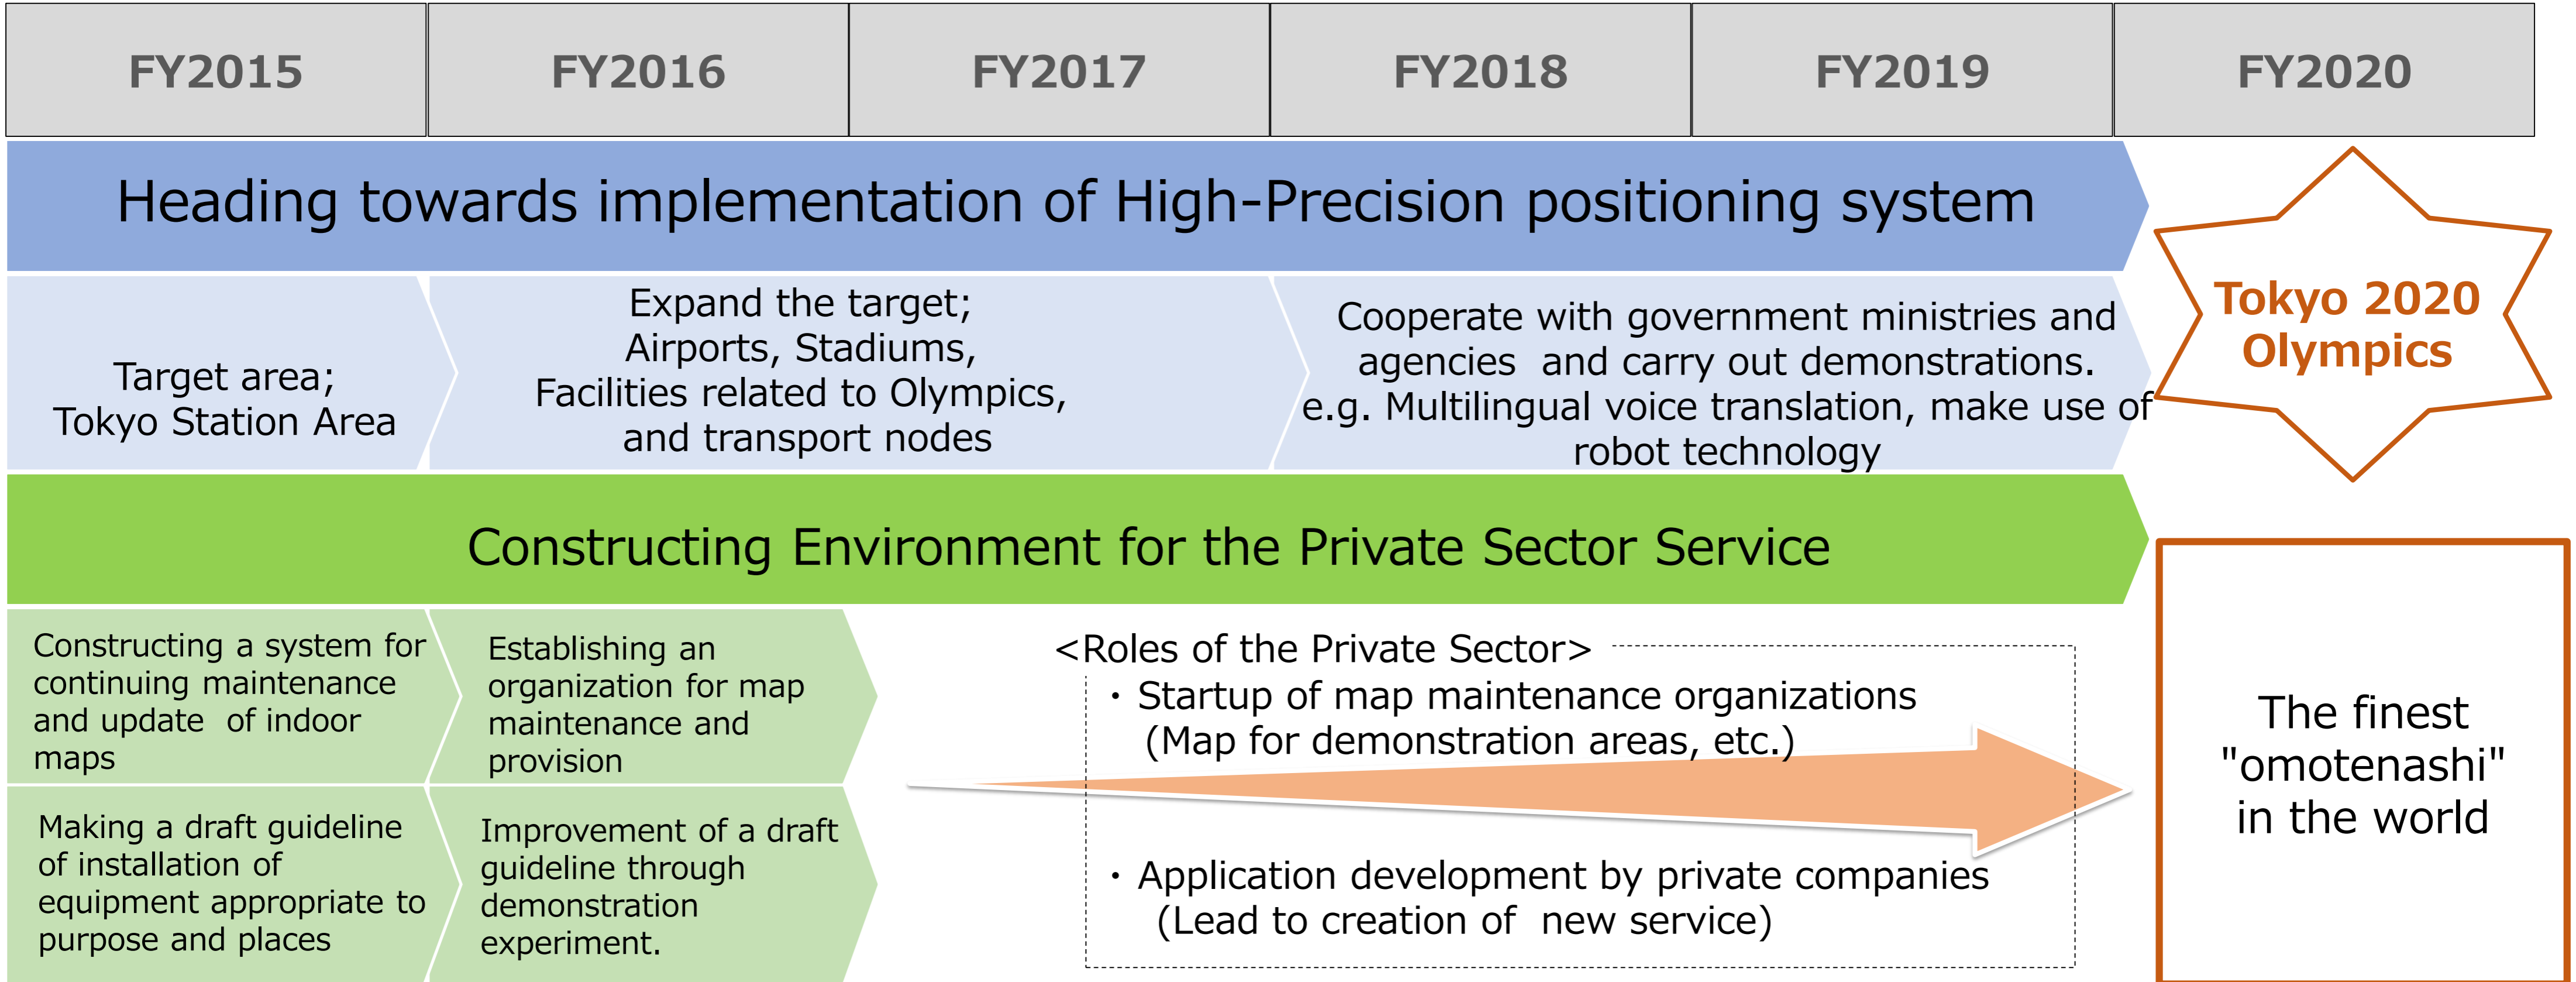 FY2015
FY2016
FY2017
FY2018
FY2019
FY2020
Heading towards implementation of High-Precision positioning system
Target area;
Tokyo Station Area
Expand the target;
Airports, Stadiums,
Facilities related to Olympics,
and transport nodes
Cooperate with government ministries and
agencies and carry out demonstrations.
e.g. Multilingual voice translation, make use of
robot technology
Tokyo 2020
Olympics
Constructing Environment for the Private Sector Service
Constructing a system for
continuing maintenance
and update of indoor
maps
Establishing an
organization for map
maintenance and
provision
Making a draft guideline
of installation of
equipment appropriate to
purpose and places
Improvement of a draft
guideline through
demonstration
experiment.
<Roles of the Private Sector>
・Startup of map maintenance organizations
(Map for demonstration areas, etc.)
・Application development by private companies
(Lead to creation of new service)
The finest
"omotenashi"
in the world